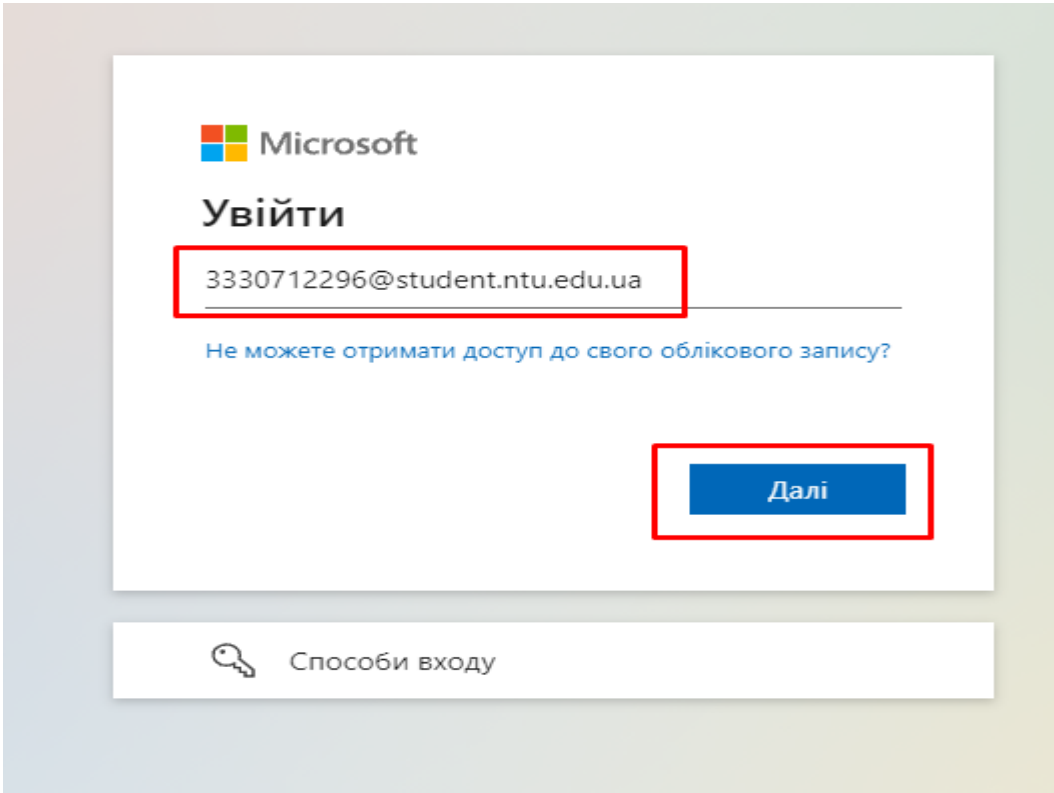 Microsoft
Увійти
3330712296@student.ntu.edu.ua
Не можете отримати доступ до свого облікового запису?
Далі
Способи входу